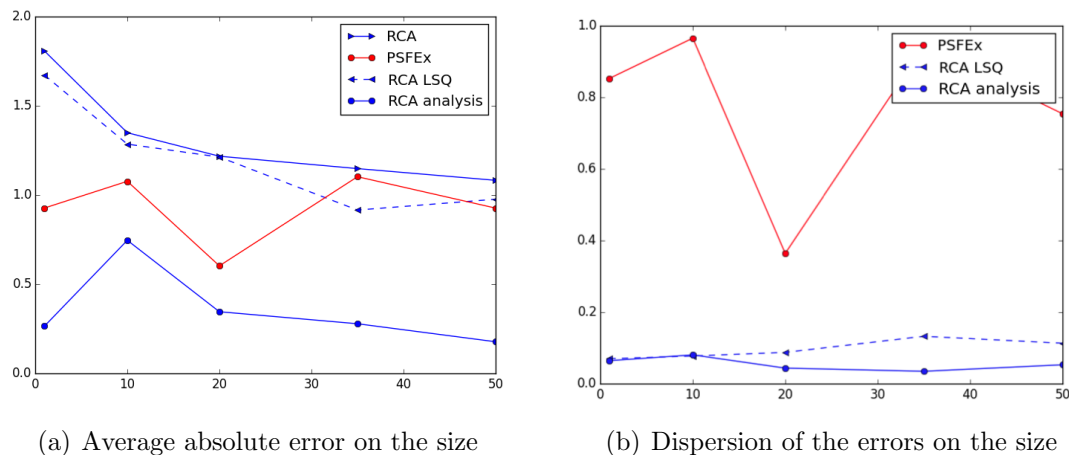 2.0
1.5
1.0
0.5
0.0
0 10 20 30 40 50
RCA
PSFEx
RCA LSQ
RCA analysis
(a) Average absolute error on the size
1.0
0.8
0.6
0.4
0.2
0.0
0 10 20 30 40 50
PSFEx
RCA LSQ
RCA analysis
(b) Dispersion of the errors on the size